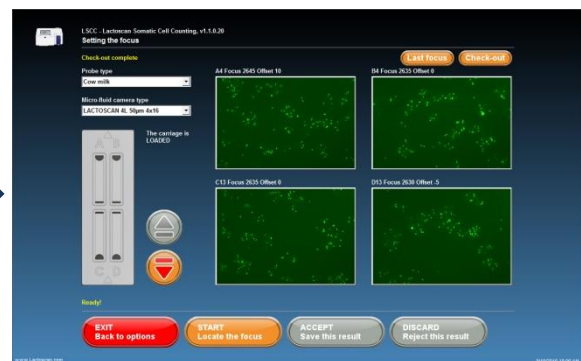 LSCC - Lactoscan Somatic Cell Counting, v1.1.0.20
Setting the focus
Check-out complete
Last focus
Check-out
Probe type
Cow milk
Micro fluid camera type
LACTOSCAN 4L 50µm 4x16
The carriage is
LOADED
A B
C D
A4 Focus 2645 Offset 10
B4 Focus 2635 Offset 0
C13 Focus 2635 Offset 0
D13 Focus 2630 Offset -5
Ready!
EXIT
Back to options
START
Locate the focus
ACCEPT
Save this result
DISCARD
Reject this result
www.Lactoscan.com